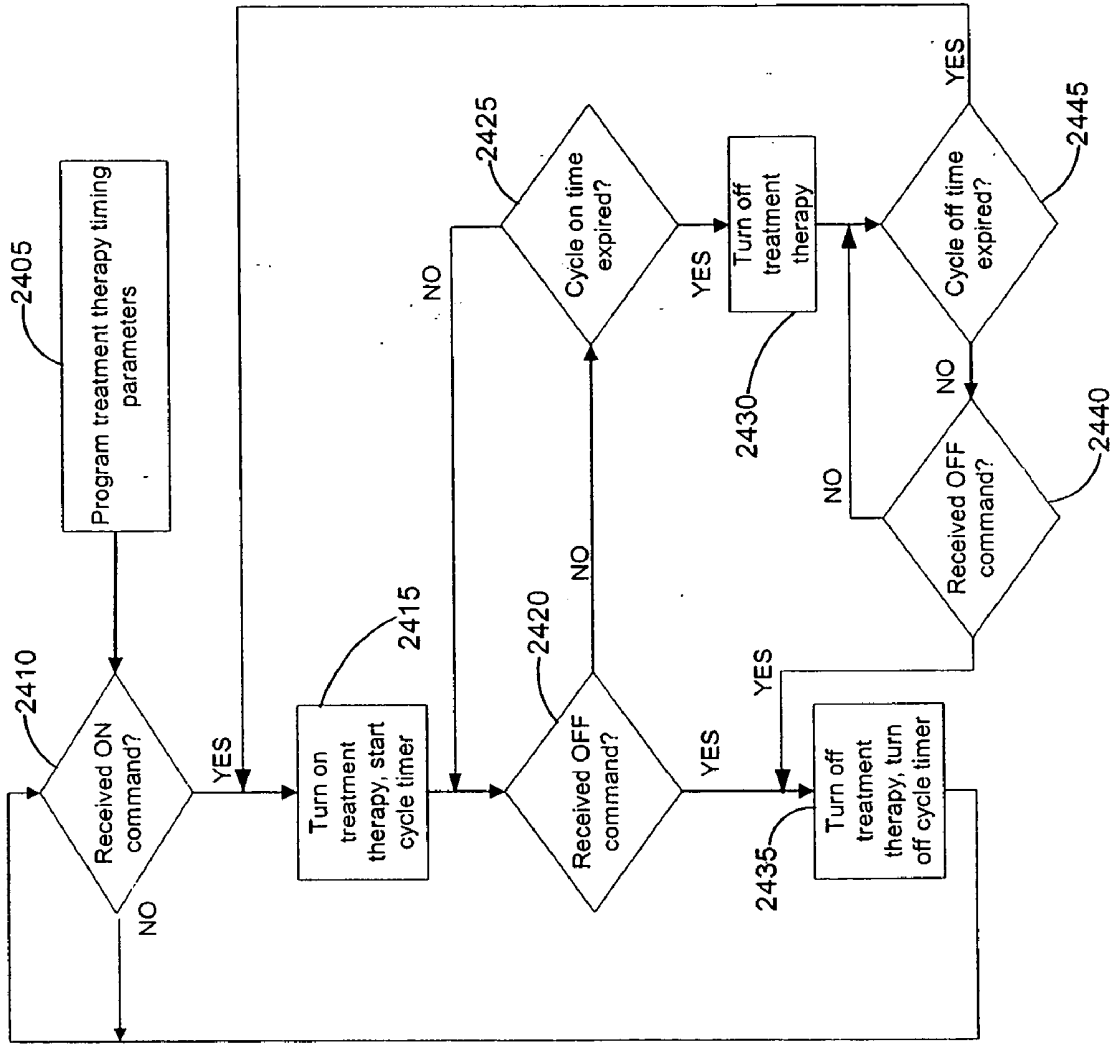 2405
Program treatment therapy timing
parameters
2410
Received ON
command?
NO
YES
2415
Turn on
treatment
therapy, start
cycle timer
NO
2420
Received OFF
command?
NO
YES
2425
Cycle on time
expired?
YES
2430
Turn off
treatment
therapy
2435
Turn off
treatment
therapy, turn
off cycle timer
YES
2440
Received OFF
command?
NO
NO
2445
Cycle off time
expired?
YES